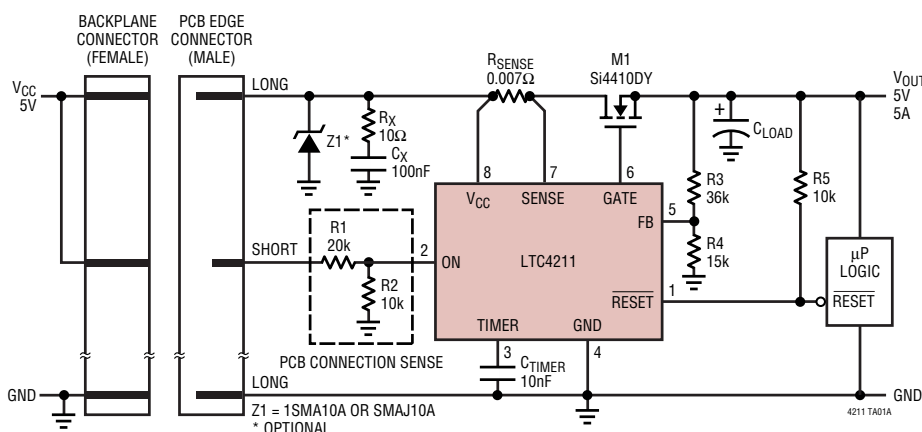 BACKPLANE
CONNECTOR
(FEMALE)
PCB EDGE
CONNECTOR
(MALE)
VCC
5V
LONG
RSENSE
0.007Ω
M1
Si4410DY
VOUT
5V
5A
Z1*
RX
10Ω
CX
100nF
+
CLOAD
8
7
6
VCC
SENSE
GATE
R3
36k
R5
10k
5
FB
R4
15k
SHORT
R1
20k
2
ON
LTC4211
µP
LOGIC
R2
10k
1
RESET
RESET
TIMER
GND
PCB CONNECTION SENSE
3
4
CTIMER
10nF
LONG
GND
GND
Z1 = 1SMA10A OR SMAJ10A
* OPTIONAL
4211 TA01A